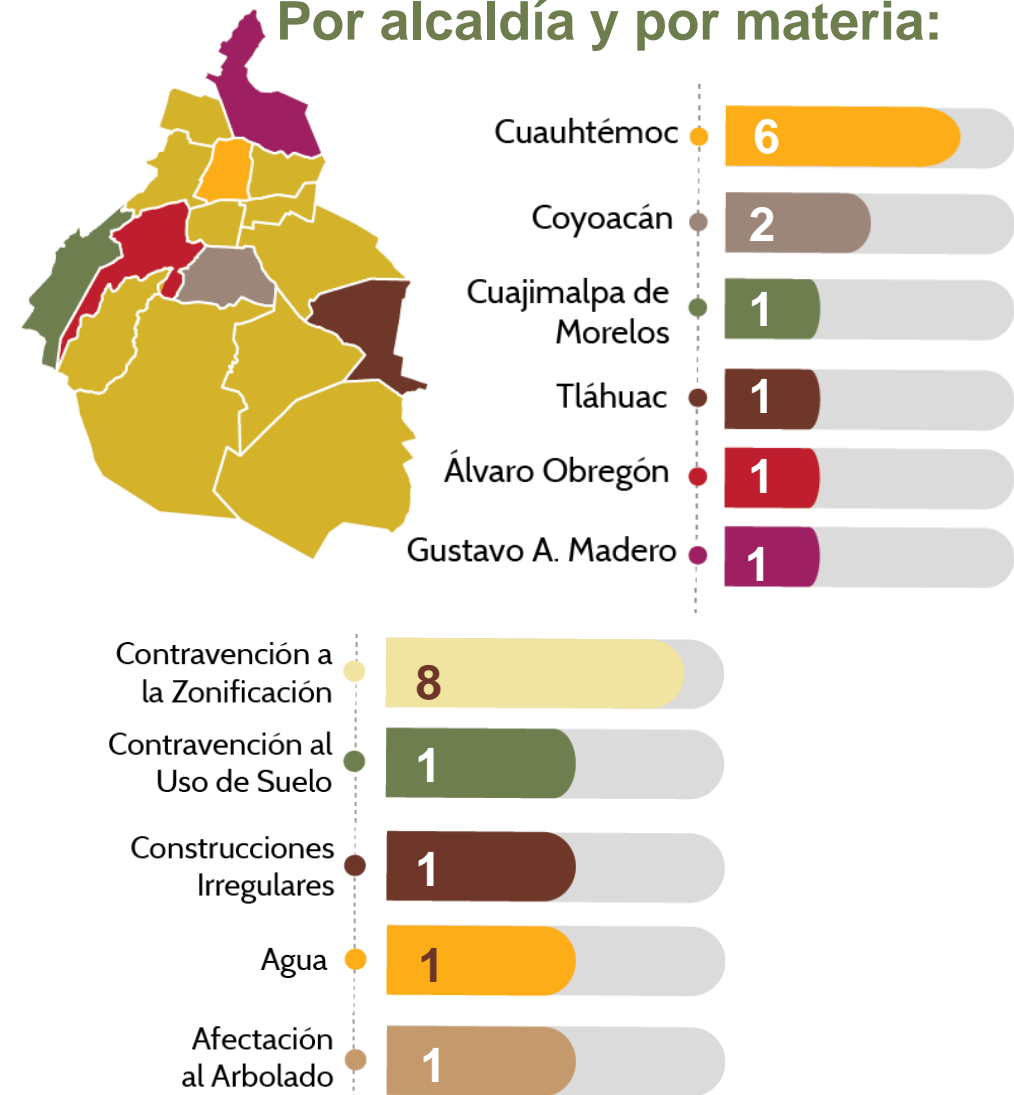 Por alcaldía y por materia:
Cuauhtémoc
6
Coyoacán
2
Cuajimalpa de
Morelos
1
Tláhuac
1
Álvaro Obregón
1
Gustavo A. Madero
1
Contravención a
la Zonificación
8
Contravención al
Uso de Suelo
1
Construcciones
Irregulares
1
Agua
1
Afectación
al Arbolado
1